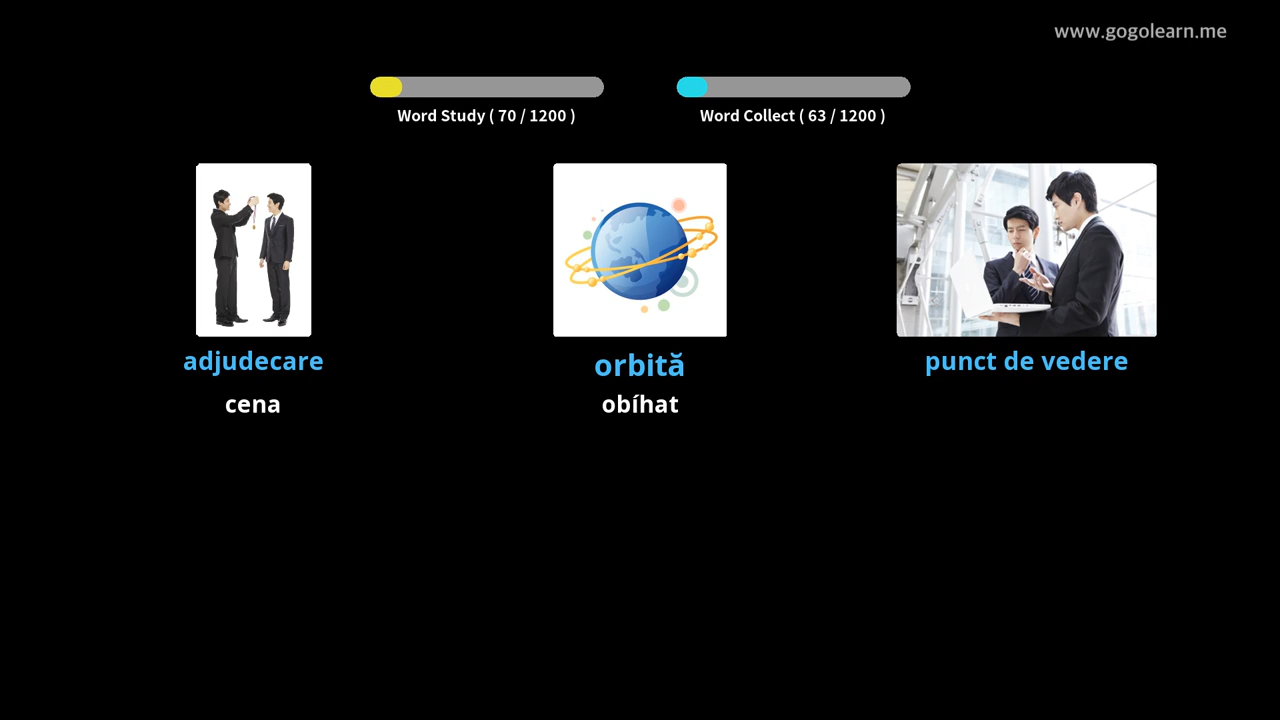 www.gogolearn.me
Word Study ( 70 / 1200 )
Word Collect ( 63 / 1200 )
adjudecare
orbită
punct de vedere
cena
obíhat